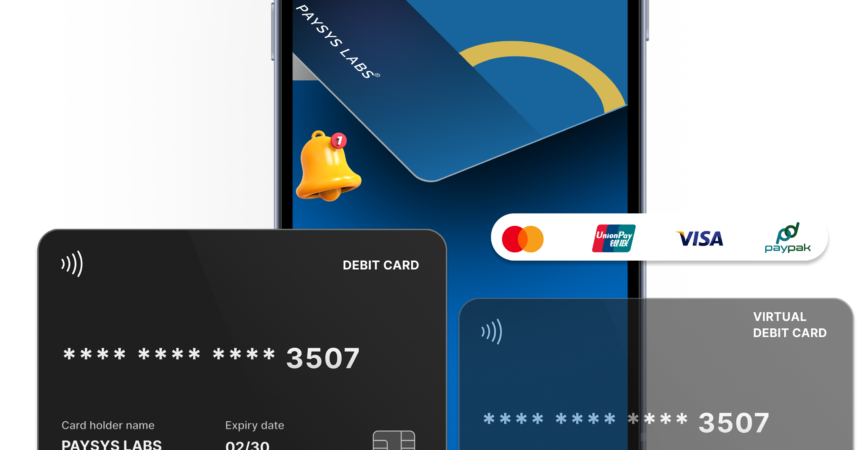 PAYSYS LABS®
1
UnionPay
银联
VISA
paypak
DEBIT CARD
**** **** **** 3507
Card holder name
Expiry date
PAYSYS LABS
02/30
VIRTUAL
DEBIT CARD
**** **** **** 3507